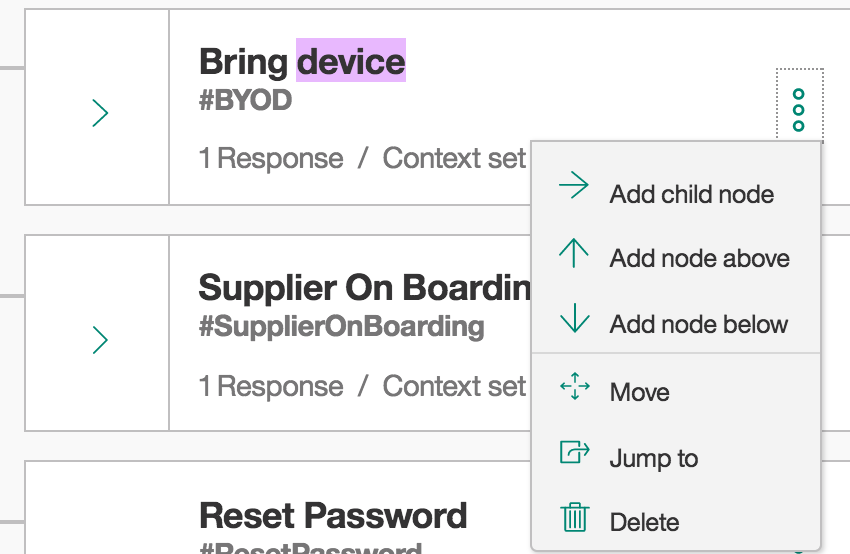 Bring device
#BYOD
1 Response / Context set
Add child node
Add node above
Add node below
Move
Jump to
Delete
Supplier On Boardin
#SupplierOnBoarding
1 Response / Context set
Reset Password
#ResetPassword